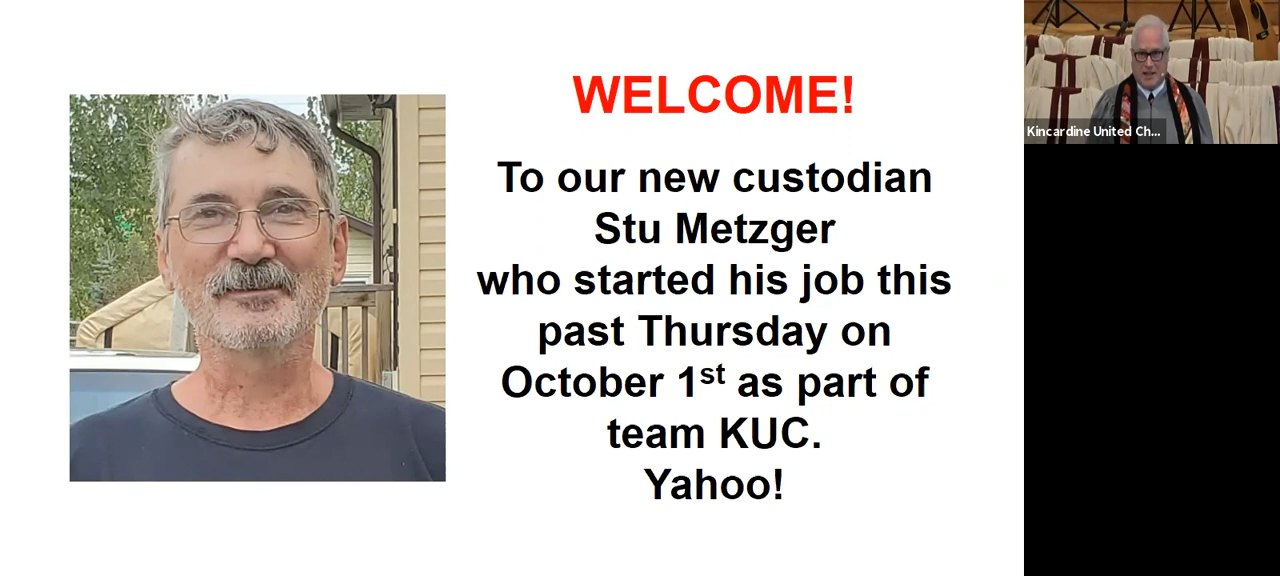 WELCOME!
To our new custodian
Stu Metzger
who started his job this
past Thursday on
October 1st as part of
team KUC.
Yahoo!
Kincardine United Ch...